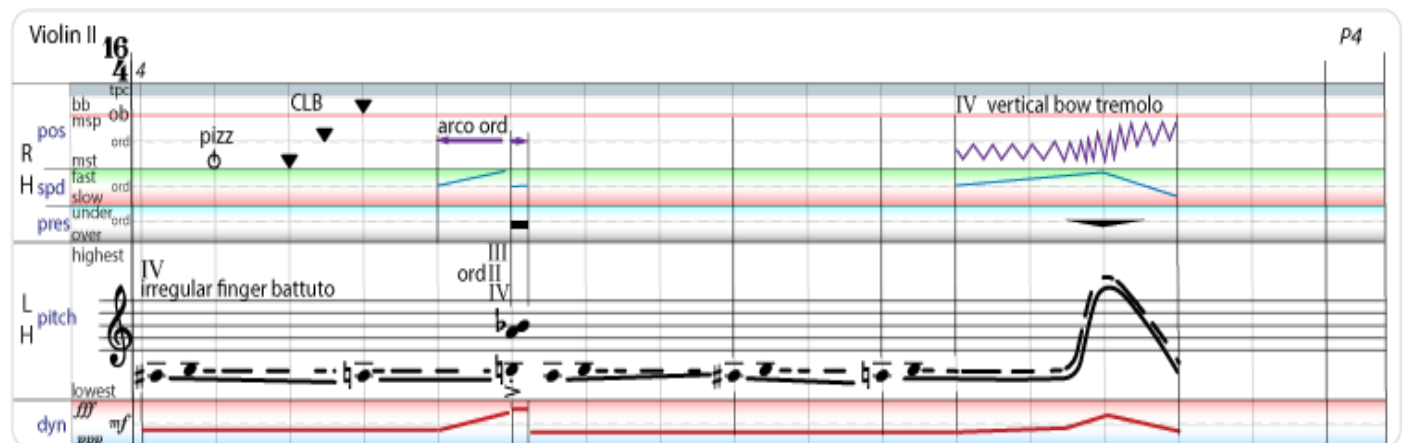 Violin II
16
4
4
P4
tpc
bb
ob
CLB
IV vertical bow tremolo
msp
pos
ord
pizz
arco ord
R
mst
H
fast
spd
ord
slow
under
pres
ord
over
highest
III
IV
ord II
irregular finger battuto
IV
L
pitch
H
lowest
fff
dyn
mf
ppp